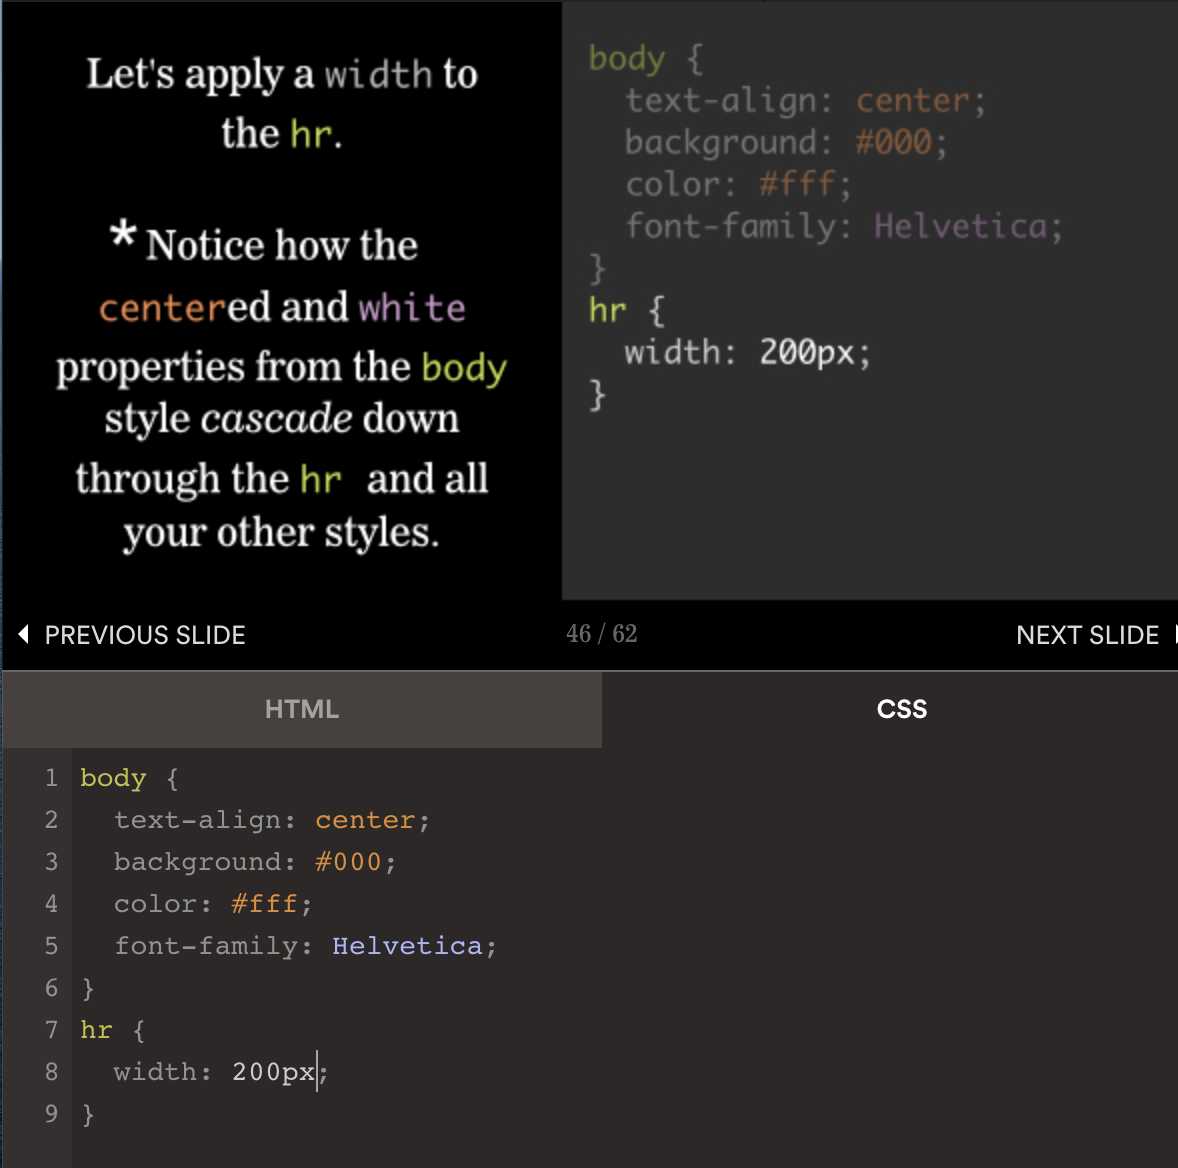 Let's apply a width to
the hr.
* Notice how the
centered and white
properties from the body
style cascade down
through the hr and all
your other styles.
body {
text-align: center;
background: #000;
color: #fff;
font-family: Helvetica;
}
hr {
width: 200px;
}
PREVIOUS SLIDE
46 / 62
NEXT SLIDE
HTML
CSS
1 body {
2 text-align: center;
3 background: #000;
4 color: #fff;
5 font-family: Helvetica;
6 }
7 hr {
8 width: 200px;
9 }